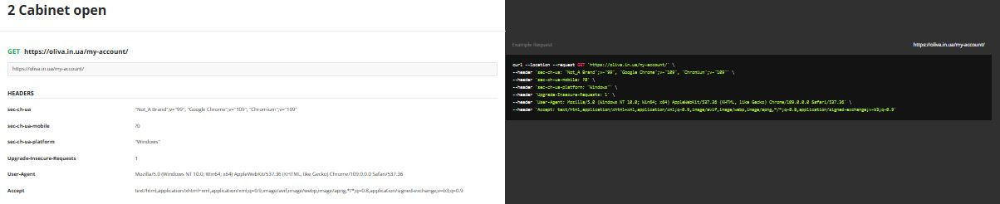 2 Cabinet open
GET https://oliva.in.ua/my-account/
https://oliva.in.ua/my-account/
HEADERS
sec-ch-ua "Not_A Brand";v="99", "Google Chrome";v="109", "Chromium";v="109"
sec-ch-ua-mobile ?0
sec-ch-ua-platform "Windows"
Upgrade-Insecure-Requests 1
User-Agent Mozilla/5.0 (Windows NT 10.0; Win64; x64) AppleWebKit/537.36 (KHTML, like Gecko) Chrome/109.0.0.0 Safari/537.36
Accept text/html,application/xhtml+xml,application/xml;q=0.9,image/avif,image/webp,image/apng,*/*;q=0.8,application/signed-exchange;v=b3;q=0.9
Example Request https://oliva.in.ua/my-account/
curl --location --request GET 'https://oliva.in.ua/my-account/' \
--header 'sec-ch-ua: "Not_A Brand";v="99", "Google Chrome";v="109", "Chromium";v="109"' \
--header 'sec-ch-ua-mobile: ?0' \
--header 'sec-ch-ua-platform: "Windows"' \
--header 'Upgrade-Insecure-Requests: 1' \
--header 'User-Agent: Mozilla/5.0 (Windows NT 10.0; Win64; x64) AppleWebKit/537.36 (KHTML, like Gecko) Chrome/109.0.0.0 Safari/537.36' \
--header 'Accept: text/html,application/xhtml+xml,application/xml;q=0.9,image/avif,image/webp,image/apng,*/*;q=0.8,application/signed-exchange;v=b3;q=0.9'